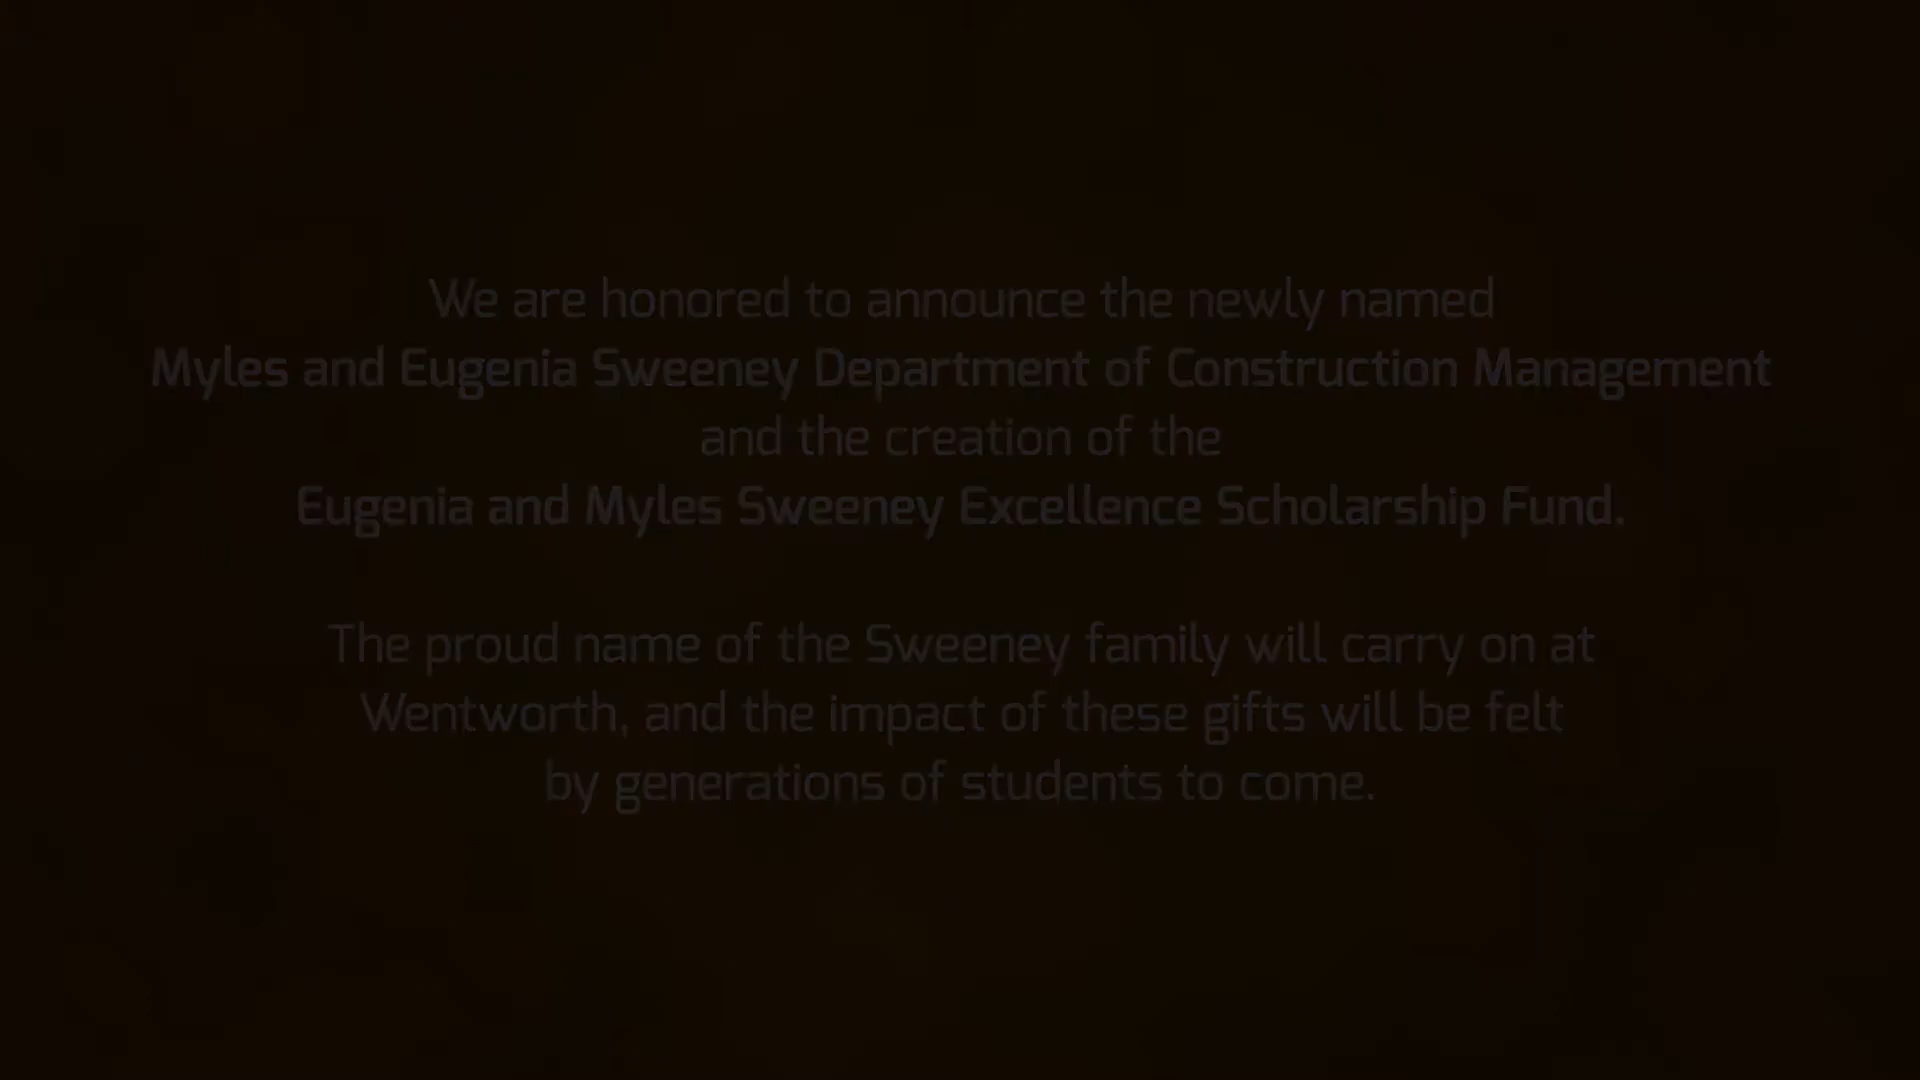 We are honored to announce the newly named
Myles and Eugenia Sweeney Department of Construction Management
and the creation of the
Eugenia and Myles Sweeney Excellence Scholarship Fund.
The proud name of the Sweeney family will carry on at
Wentworth, and the impact of these gifts will be felt
by generations of students to come.